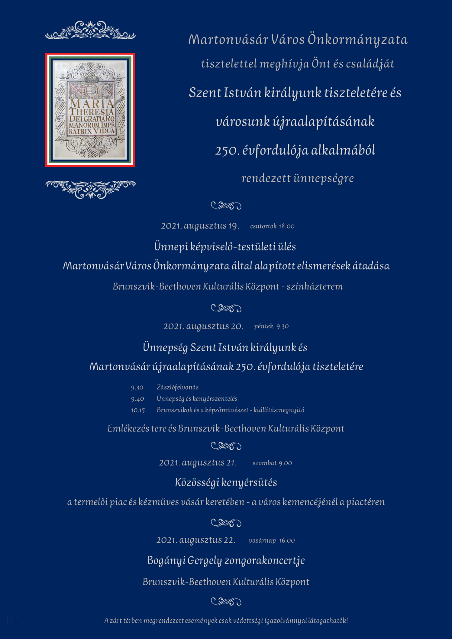 MARIA
THERESIA
DEI GRATIA RO
MANORUM IMPE
RATRIX VIDUA
Martonvásár Város Önkormányzata
tisztelettel meghívja Önt és családját
Szent István királyunk tiszteletére és
városunk újraalapításának
250. évfordulója alkalmából
rendezett ünnepségre
2021. augusztus 19. csütörtök 18.00
Ünnepi képviselő-testületi ülés
Martonvásár Város Önkormányzata által alapított elismerések átadása
Brunszvik-Beethoven Kulturális Központ - színházterem
2021. augusztus 20. péntek 9.30
Ünnepség Szent István királyunk és
Martonvásár újraalapításának 250. évfordulója tiszteletére
9.30 Zászlófelvonás
9.40 Ünnepség és kenyérszentelés
10.15 Brunszvikok és a képzőművészet - kiállításmegnyitó
Emlékezés tere és Brunszvik-Beethoven Kulturális Központ
2021. augusztus 21. szombat 9.00
Közösségi kenyérsütés
a termelői piac és kézműves vásár keretében - a város kemencéjénél a piactéren
2021. augusztus 22. vasárnap 16.00
Bogányi Gergely zongorakoncertje
Brunszvik-Beethoven Kulturális Központ
A zárt térben megrendezett események csak védettségi igazolvánnyal látogathatók!